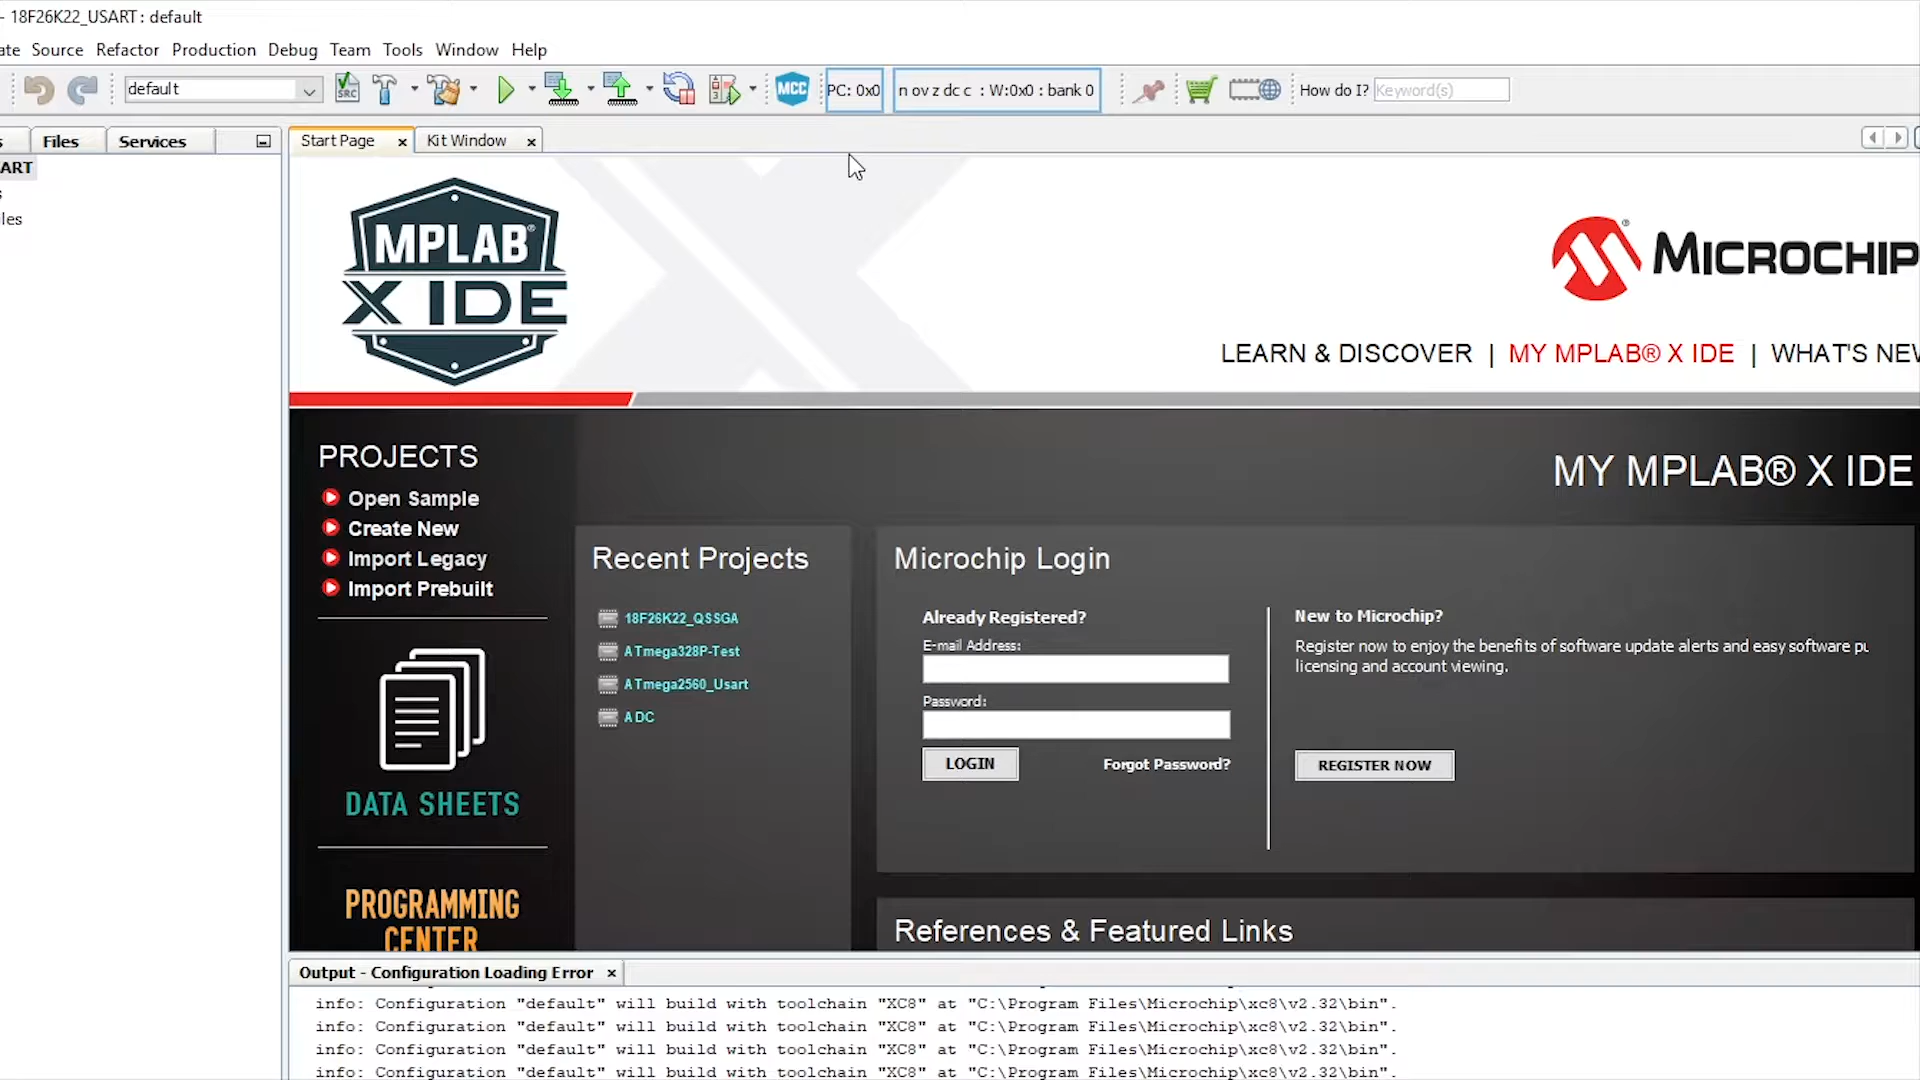 - 18F26K22_USART : default
ate Source Refactor Production Debug Team Tools Window Help
default
SRC
MCC
PC: 0x0
n ov z dc c : W:0x0 : bank 0
How do I? Keyword(s)
s Files Services
Start Page x Kit Window x
ART
s
les
MPLAB®
X IDE
MICROCHIP
LEARN & DISCOVER | MY MPLAB® X IDE | WHAT'S NEW
PROJECTS
Open Sample
Create New
Import Legacy
Import Prebuilt
DATA SHEETS
PROGRAMMING
CENTER
MY MPLAB® X IDE
Recent Projects
18F26K22_QSSGA
ATmega328P-Test
ATmega2560_Usart
ADC
Microchip Login
Already Registered?
E-mail Address:
Password:
LOGIN
Forgot Password?
New to Microchip?
Register now to enjoy the benefits of software update alerts and easy software pu
licensing and account viewing.
REGISTER NOW
References & Featured Links
Output - Configuration Loading Error x
info: Configuration "default" will build with toolchain "XC8" at "C:\Program Files\Microchip\xc8\v2.32\bin".
info: Configuration "default" will build with toolchain "XC8" at "C:\Program Files\Microchip\xc8\v2.32\bin".
info: Configuration "default" will build with toolchain "XC8" at "C:\Program Files\Microchip\xc8\v2.32\bin".
info: Configuration "default" will build with toolchain "XC8" at "C:\Program Files\Microchip\xc8\v2.32\bin".